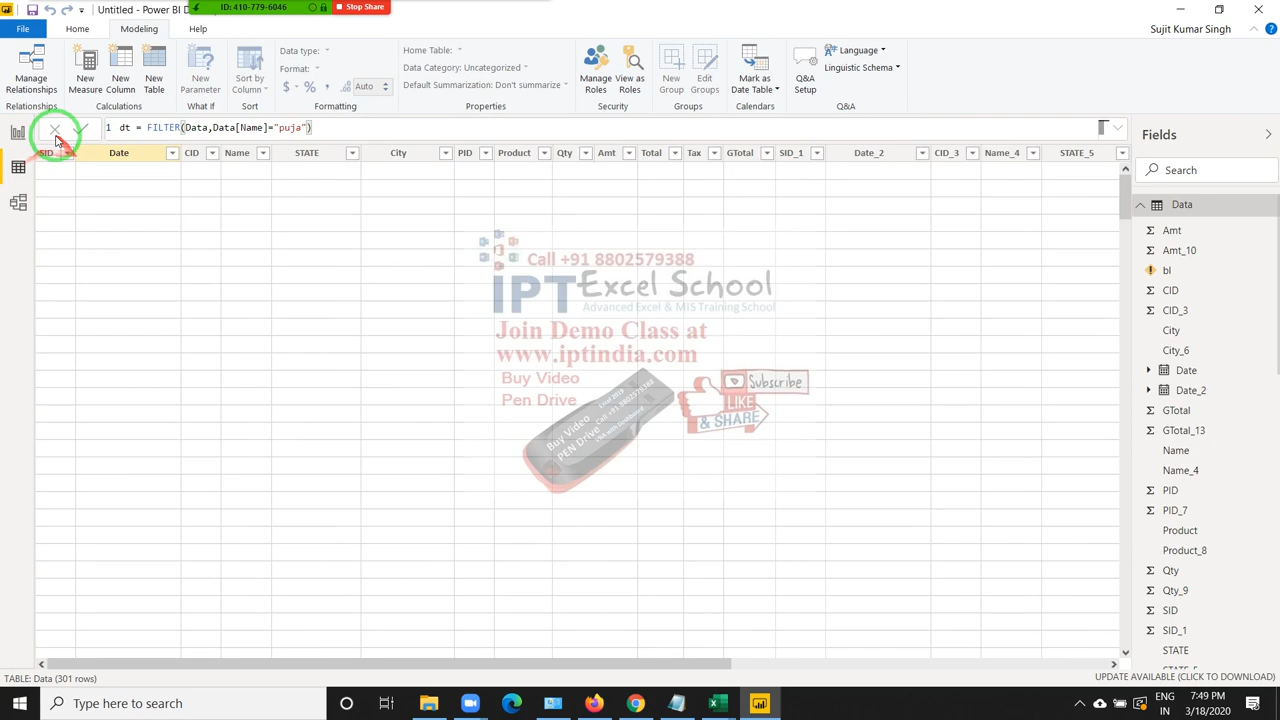 Untitled - Power BI D
ID: 410-779-6046
Stop Share
File
Home
Modeling
Help
Sujit Kumar Singh
Manage Relationships
New Measure
New Column
New Table
New Parameter
Sort by Column
Data type:
Format:
$ % , Auto
Home Table:
Data Category: Uncategorized
Default Summarization: Don't summarize
Manage Roles
View as Roles
New Group
Edit Groups
Mark as Date Table
Q&A Setup
Language
Linguistic Schema
Relationships
Calculations
What If
Sort
Formatting
Properties
Security
Groups
Calendars
Q&A
1 dt = FILTER(Data,Data[Name]="puja")
SID Date CID Name STATE City PID Product Qty Amt Total Tax GTotal SID_1 Date_2 CID_3 Name_4 STATE_5
Call +91 8802579388
IPT Excel School
Advanced Excel & MIS Training School
Join Demo Class at
www.iptindia.com
Buy Video
Pen Drive
Buy Video
PEN Drive
Call +91 8802579388
Subscribe
LIKE
& SHARE
Fields
Search
Data
Amt
Amt_10
bl
CID
CID_3
City
City_6
Date
Date_2
GTotal
GTotal_13
Name
Name_4
PID
PID_7
Product
Product_8
Qty
Qty_9
SID
SID_1
STATE
TABLE: Data (301 rows)
UPDATE AVAILABLE (CLICK TO DOWNLOAD)
Type here to search
ENG
IN
7:49 PM
3/18/2020